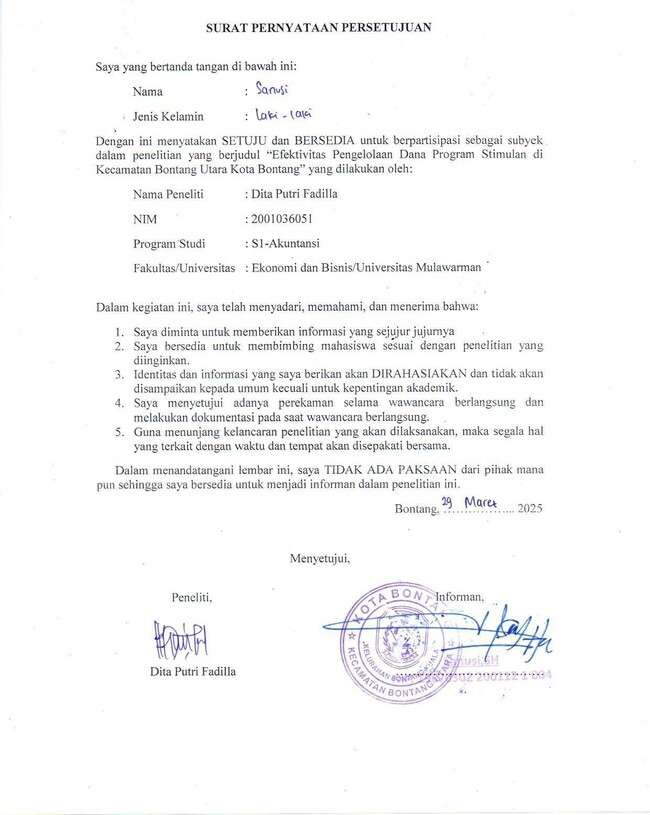 SURAT PERNYATAAN PERSETUJUAN
Saya yang bertanda tangan di bawah ini:
Nama : Sanusi
Jenis Kelamin : Laki-laki
Dengan ini menyatakan SETUJU dan BERSEDIA untuk berpartisipasi sebagai subyek
dalam penelitian yang berjudul “Efektivitas Pengelolaan Dana Program Stimulan di
Kecamatan Bontang Utara Kota Bontang” yang dilakukan oleh:
Nama Peneliti : Dita Putri Fadilla
NIM : 2001036051
Program Studi : S1-Akuntansi
Fakultas/Universitas : Ekonomi dan Bisnis/Universitas Mulawarman
Dalam kegiatan ini, saya telah menyadari, memahami, dan menerima bahwa:
1. Saya diminta untuk memberikan informasi yang sejujur jujurnya
2. Saya bersedia untuk membimbing mahasiswa sesuai dengan penelitian yang
diinginkan.
3. Identitas dan informasi yang saya berikan akan DIRAHASIAKAN dan tidak akan
disampaikan kepada umum kecuali untuk kepentingan akademik.
4. Saya menyetujui adanya perekaman selama wawancara berlangsung dan
melakukan dokumentasi pada saat wawancara berlangsung.
5. Guna menunjang kelancaran penelitian yang akan dilaksanakan, maka segala hal
yang terkait dengan waktu dan tempat akan disepakati bersama.
Dalam menandatangani lembar ini, saya TIDAK ADA PAKSAAN dari pihak mana
pun sehingga saya bersedia untuk menjadi informan dalam penelitian ini.
Bontang, 29 Maret 2025
Menyetujui,
Peneliti, Informan,
KOTA BONTANG
KELURAHAN BONTANG
KECAMATAN BONTANG UTARA
200112 1 004
Dita Putri Fadilla